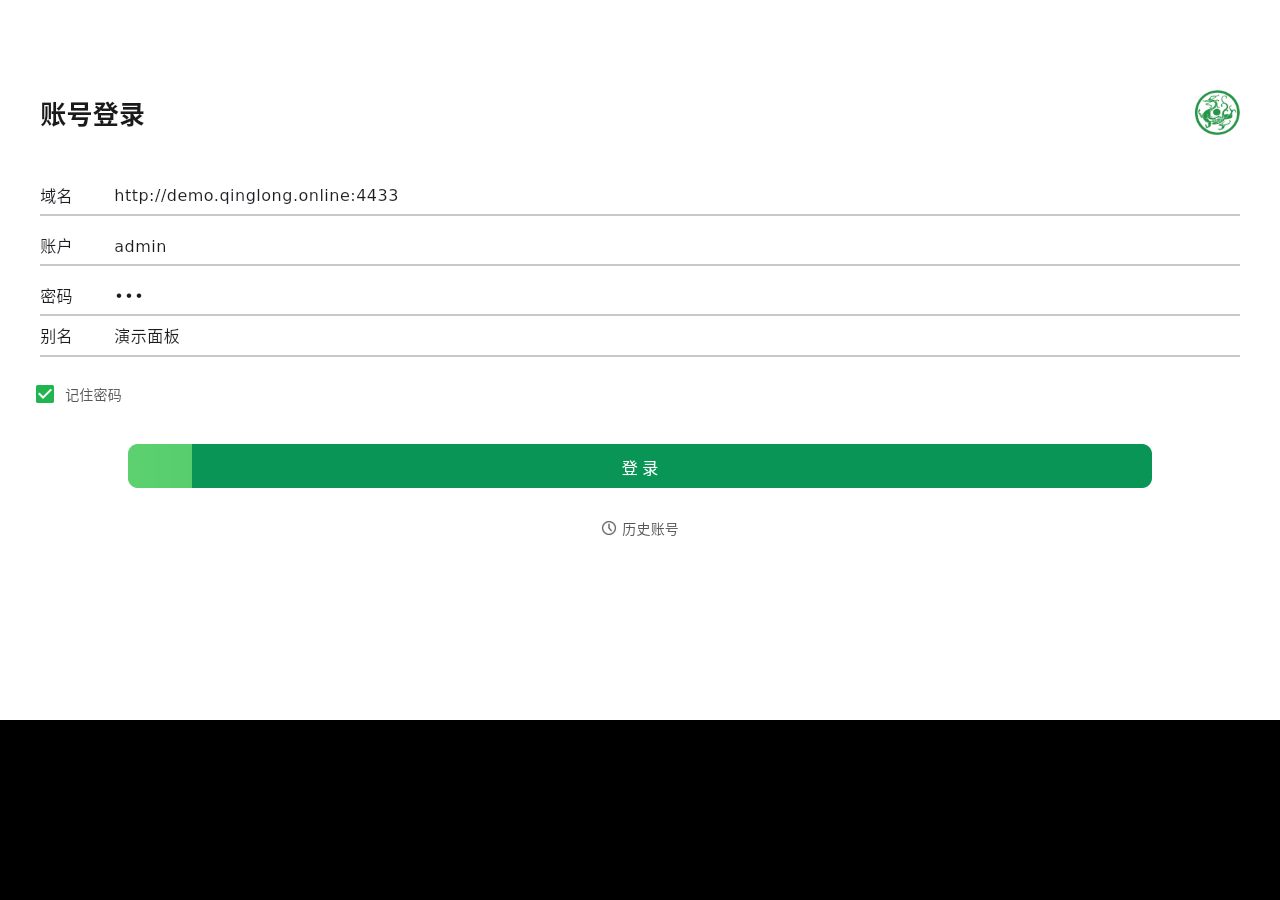 账号登录
域名 http://demo.qinglong.online:4433
账户 admin
密码 •••
别名 演示面板
记住密码
登 录
历史账号